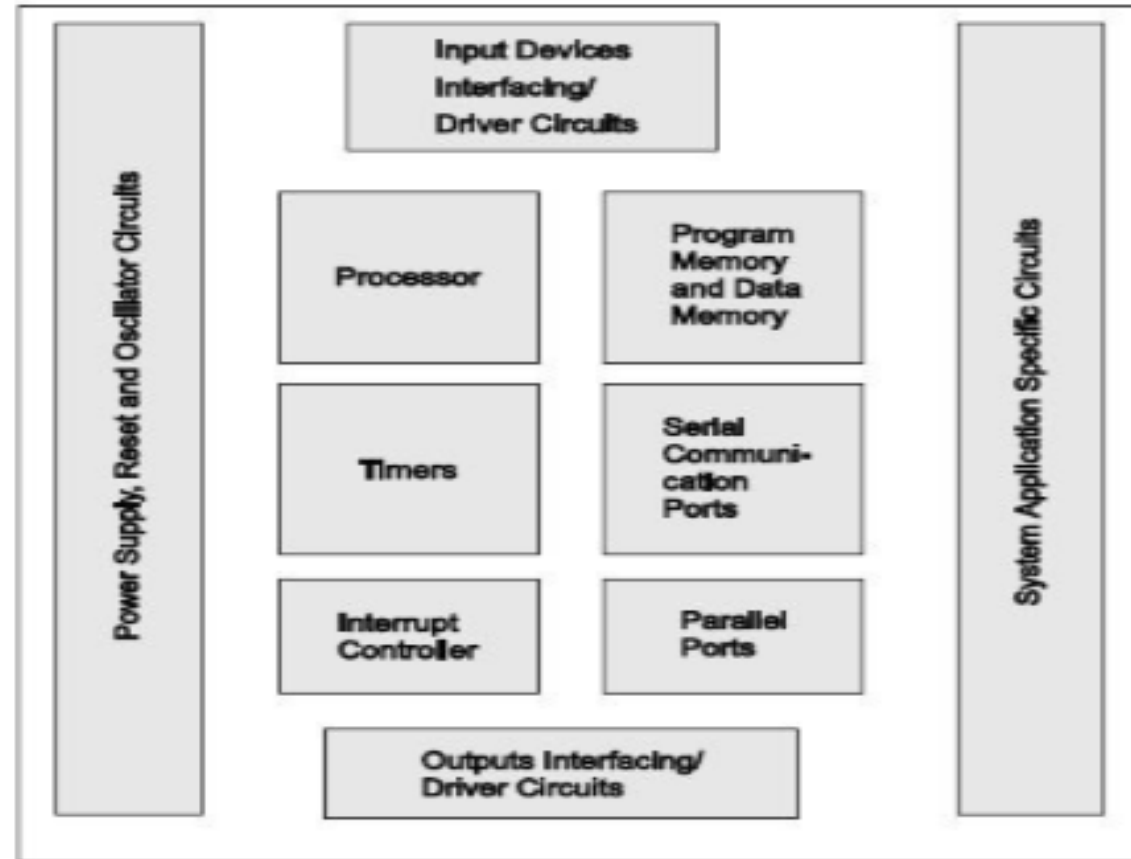 Input Devices
Interfacing/
Driver Circuits
Power Supply, Reset and Oscillator Circuits
Processor
Program
Memory
and Data
Memory
System Application Specific Circuits
Timers
Serial
Communi-
cation
Ports
Interrupt
Controller
Parallel
Ports
Outputs Interfacing/
Driver Circuits